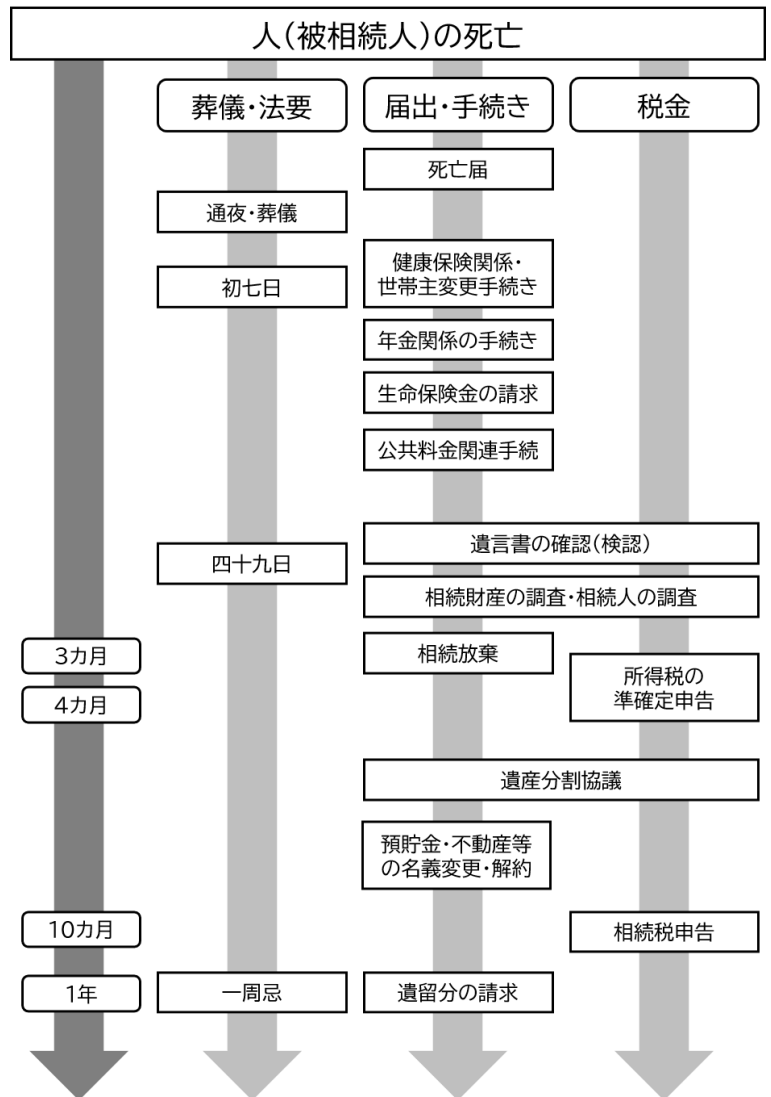 人(被相続人)の死亡
葬儀・法要
届出・手続き
税金
死亡届
通夜・葬儀
健康保険関係・
世帯主変更手続き
初七日
年金関係の手続き
生命保険金の請求
公共料金関連手続
遺言書の確認(検認)
四十九日
相続財産の調査・相続人の調査
3カ月
相続放棄
所得税の
準確定申告
4カ月
遺産分割協議
預貯金・不動産等
の名義変更・解約
10カ月
相続税申告
1年
一周忌
遺留分の請求